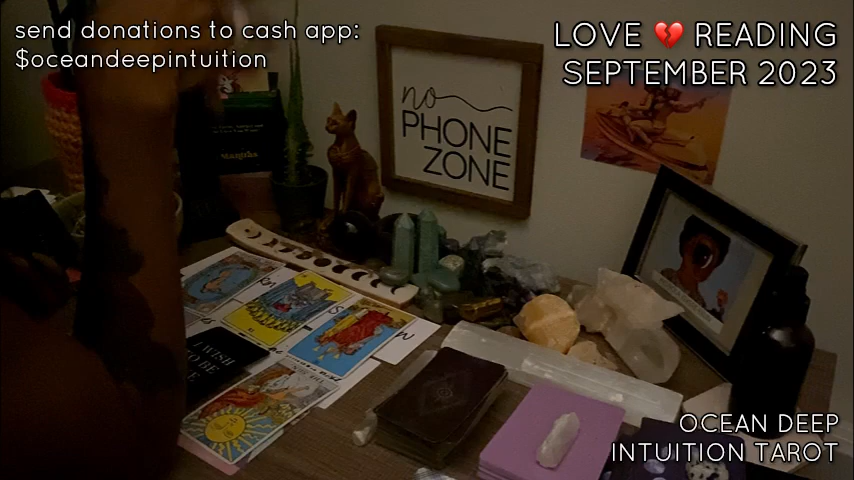 send donations to cash app:
$oceandeepintuition
LOVE 💔 READING
SEPTEMBER 2023
no
PHONE
ZONE
I WISH
TO BE
OCEAN DEEP
INTUITION TAROT